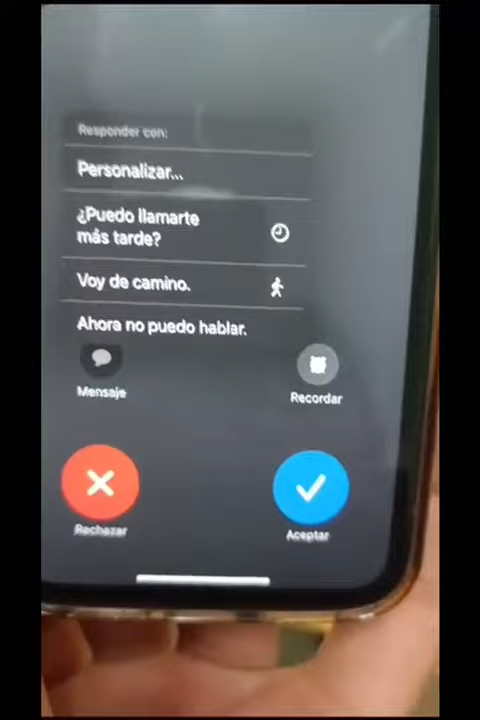 Responder con:
Personalizar...
¿Puedo llamarte
más tarde?
Voy de camino.
Ahora no puedo hablar.
Mensaje
Recordar
Rechazar
Aceptar